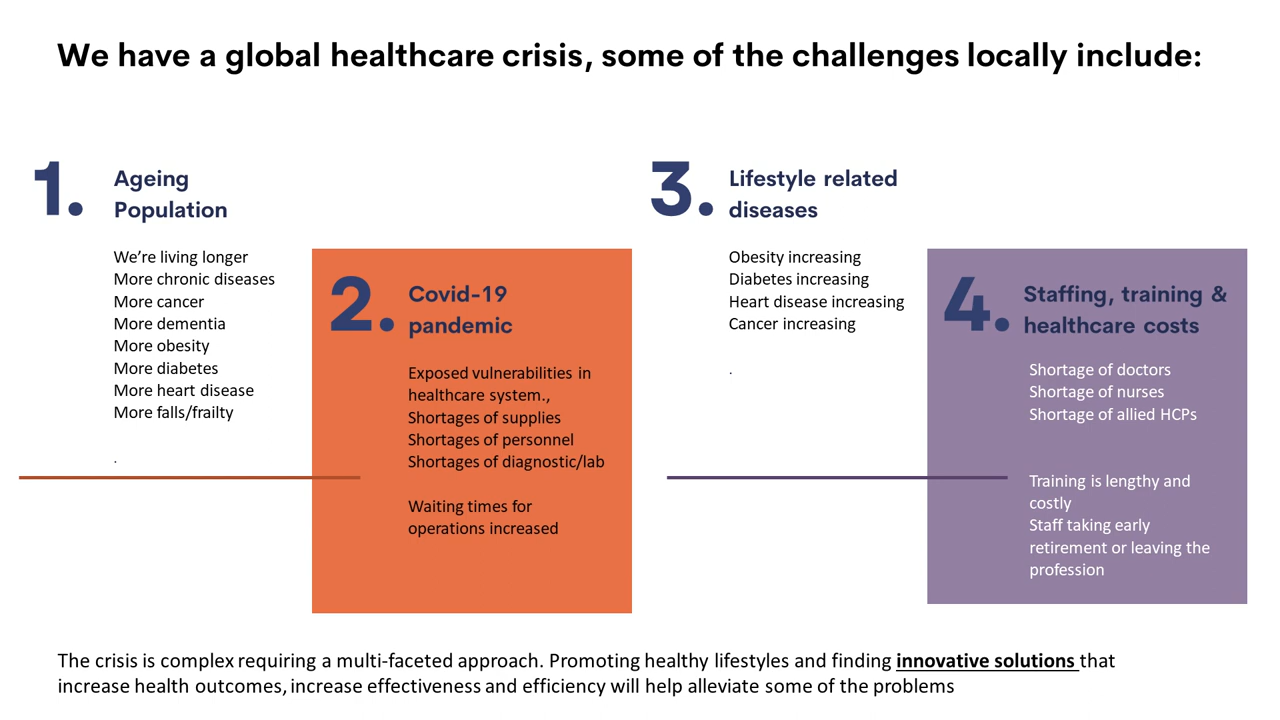 We have a global healthcare crisis, some of the challenges locally include:
1.
Ageing
Population
We're living longer
More chronic diseases
More cancer
More dementia
More obesity
More diabetes
More heart disease
More falls/frailty
.
2.
Covid-19
pandemic
Exposed vulnerabilities in
healthcare system.,
Shortages of supplies
Shortages of personnel
Shortages of diagnostic/lab
Waiting times for
operations increased
3.
Lifestyle related
diseases
Obesity increasing
Diabetes increasing
Heart disease increasing
Cancer increasing
.
4.
Staffing, training &
healthcare costs
Shortage of doctors
Shortage of nurses
Shortage of allied HCPs
Training is lengthy and
costly
Staff taking early
retirement or leaving the
profession
The crisis is complex requiring a multi-faceted approach. Promoting healthy lifestyles and finding innovative solutions that
increase health outcomes, increase effectiveness and efficiency will help alleviate some of the problems